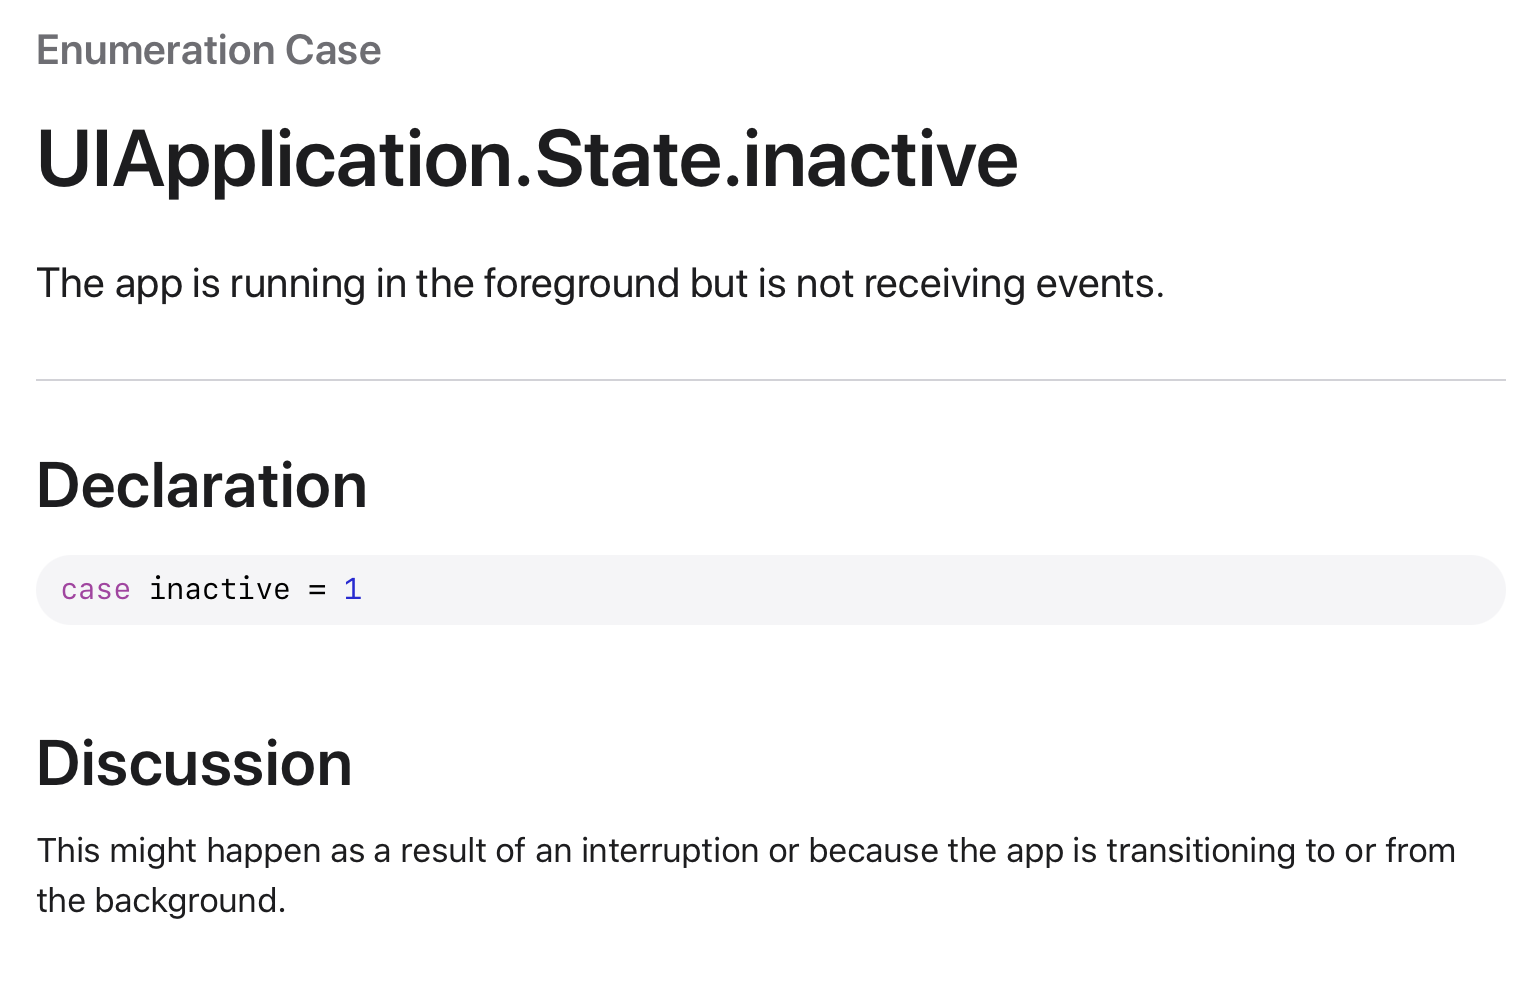 Enumeration Case
UIApplication.State.inactive
The app is running in the foreground but is not receiving events.
Declaration
case inactive = 1
Discussion
This might happen as a result of an interruption or because the app is transitioning to or from
the background.